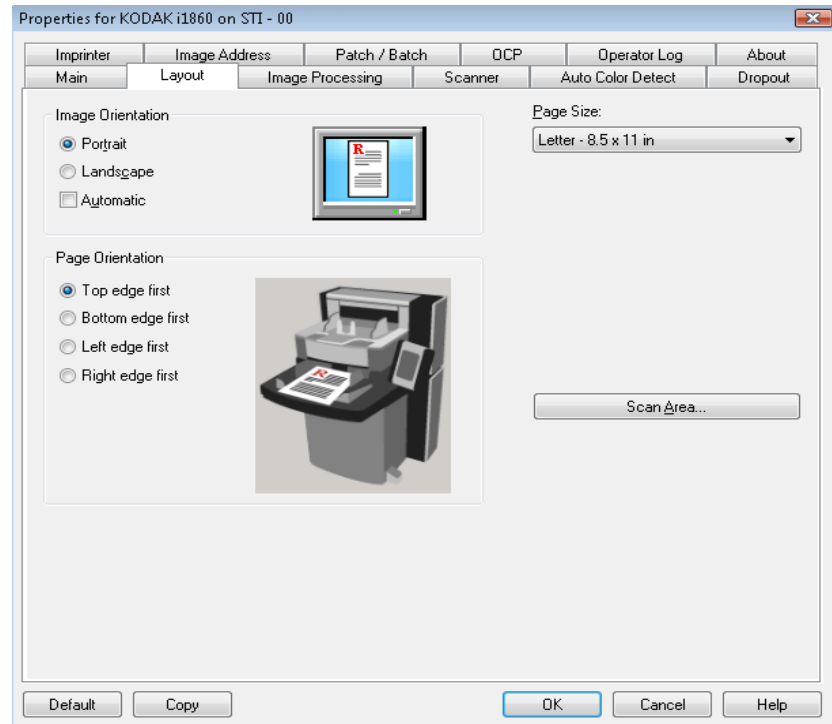 Properties for KODAK i1860 on STI - 00
Imprinter Image Address Patch / Batch OCP Operator Log About
Main Layout Image Processing Scanner Auto Color Detect Dropout
Image Orientation
Portrait
Landscape
Automatic
R
Page Size:
Letter - 8.5 x 11 in
Page Orientation
Top edge first
Bottom edge first
Left edge first
Right edge first
R
Scan Area...
Default Copy OK Cancel Help